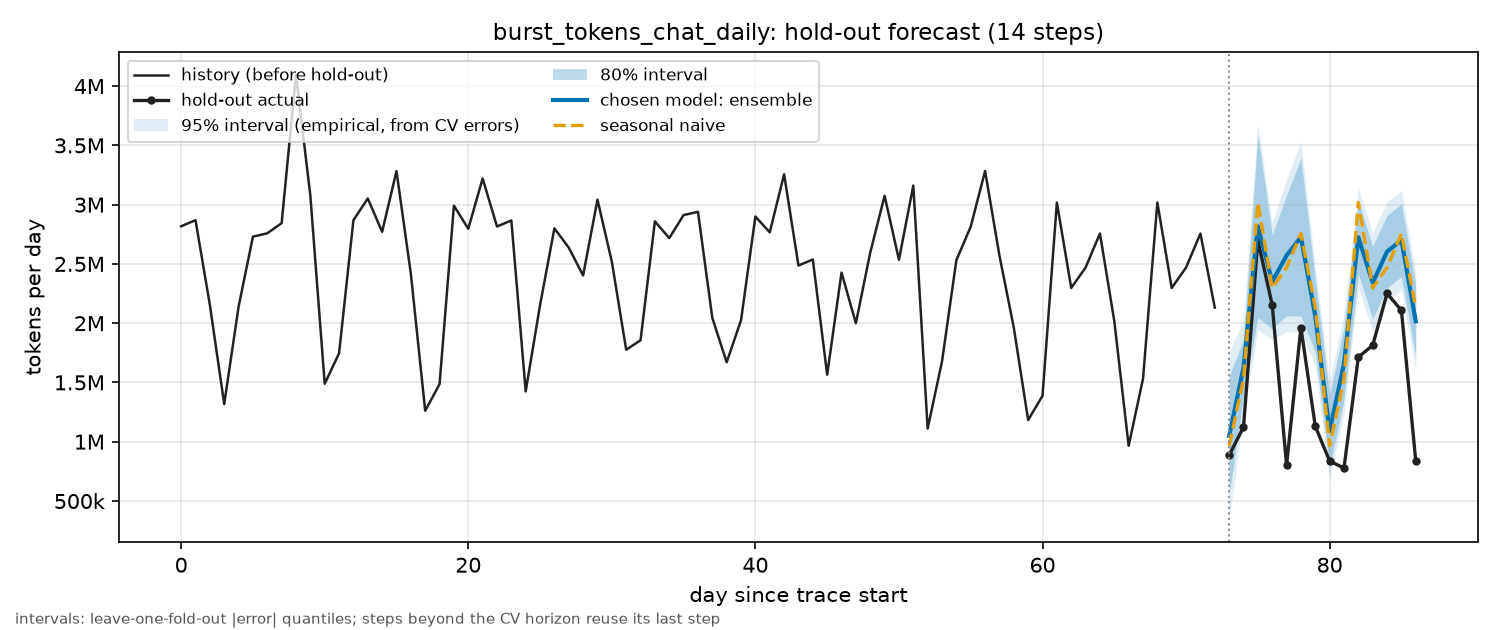 burst_tokens_chat_daily: hold-out forecast (14 steps)
history (before hold-out)
hold-out actual
95% interval (empirical, from CV errors)
80% interval
chosen model: ensemble
seasonal naive
tokens per day
4M
3.5M
3M
2.5M
2M
1.5M
1M
500k
0 20 40 60 80
day since trace start
intervals: leave-one-fold-out |error| quantiles; steps beyond the CV horizon reuse its last step